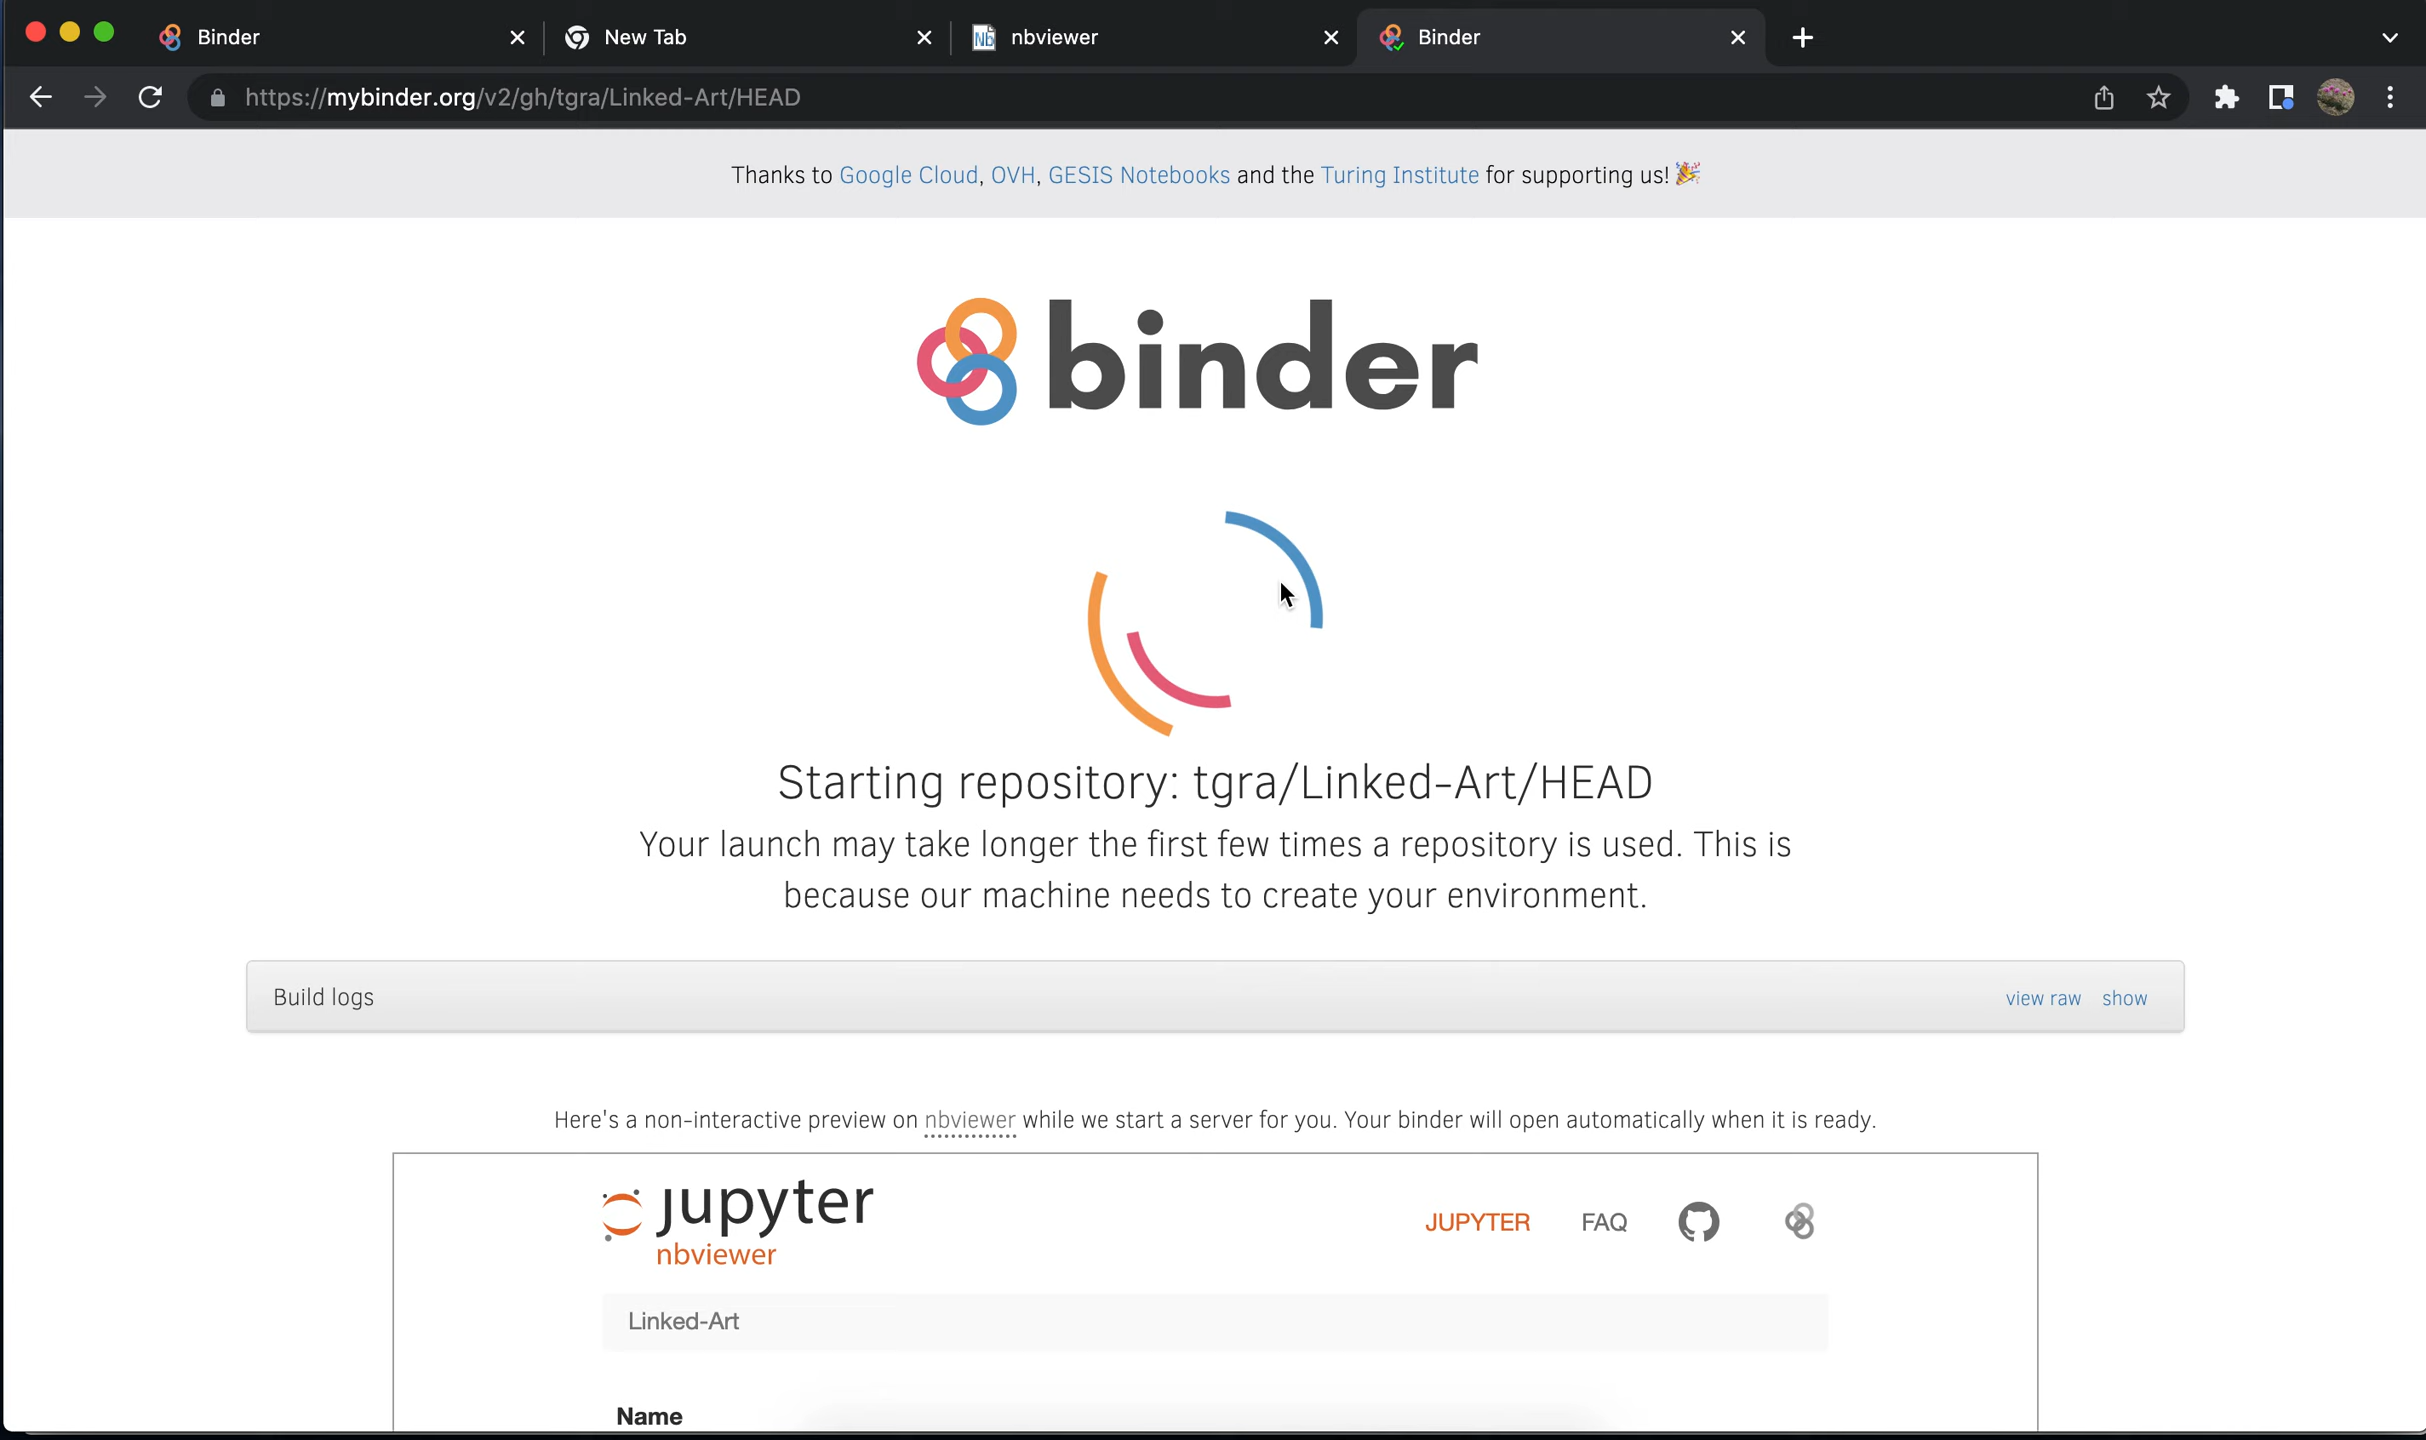 Binder
New Tab
Nb nbviewer
Binder
https://mybinder.org/v2/gh/tgra/Linked-Art/HEAD
Thanks to Google Cloud, OVH, GESIS Notebooks and the Turing Institute for supporting us! 🎉
binder
Starting repository: tgra/Linked-Art/HEAD
Your launch may take longer the first few times a repository is used. This is
because our machine needs to create your environment.
Build logs view raw show
Here's a non-interactive preview on nbviewer while we start a server for you. Your binder will open automatically when it is ready.
jupyter
nbviewer
JUPYTER FAQ
Linked-Art
Name